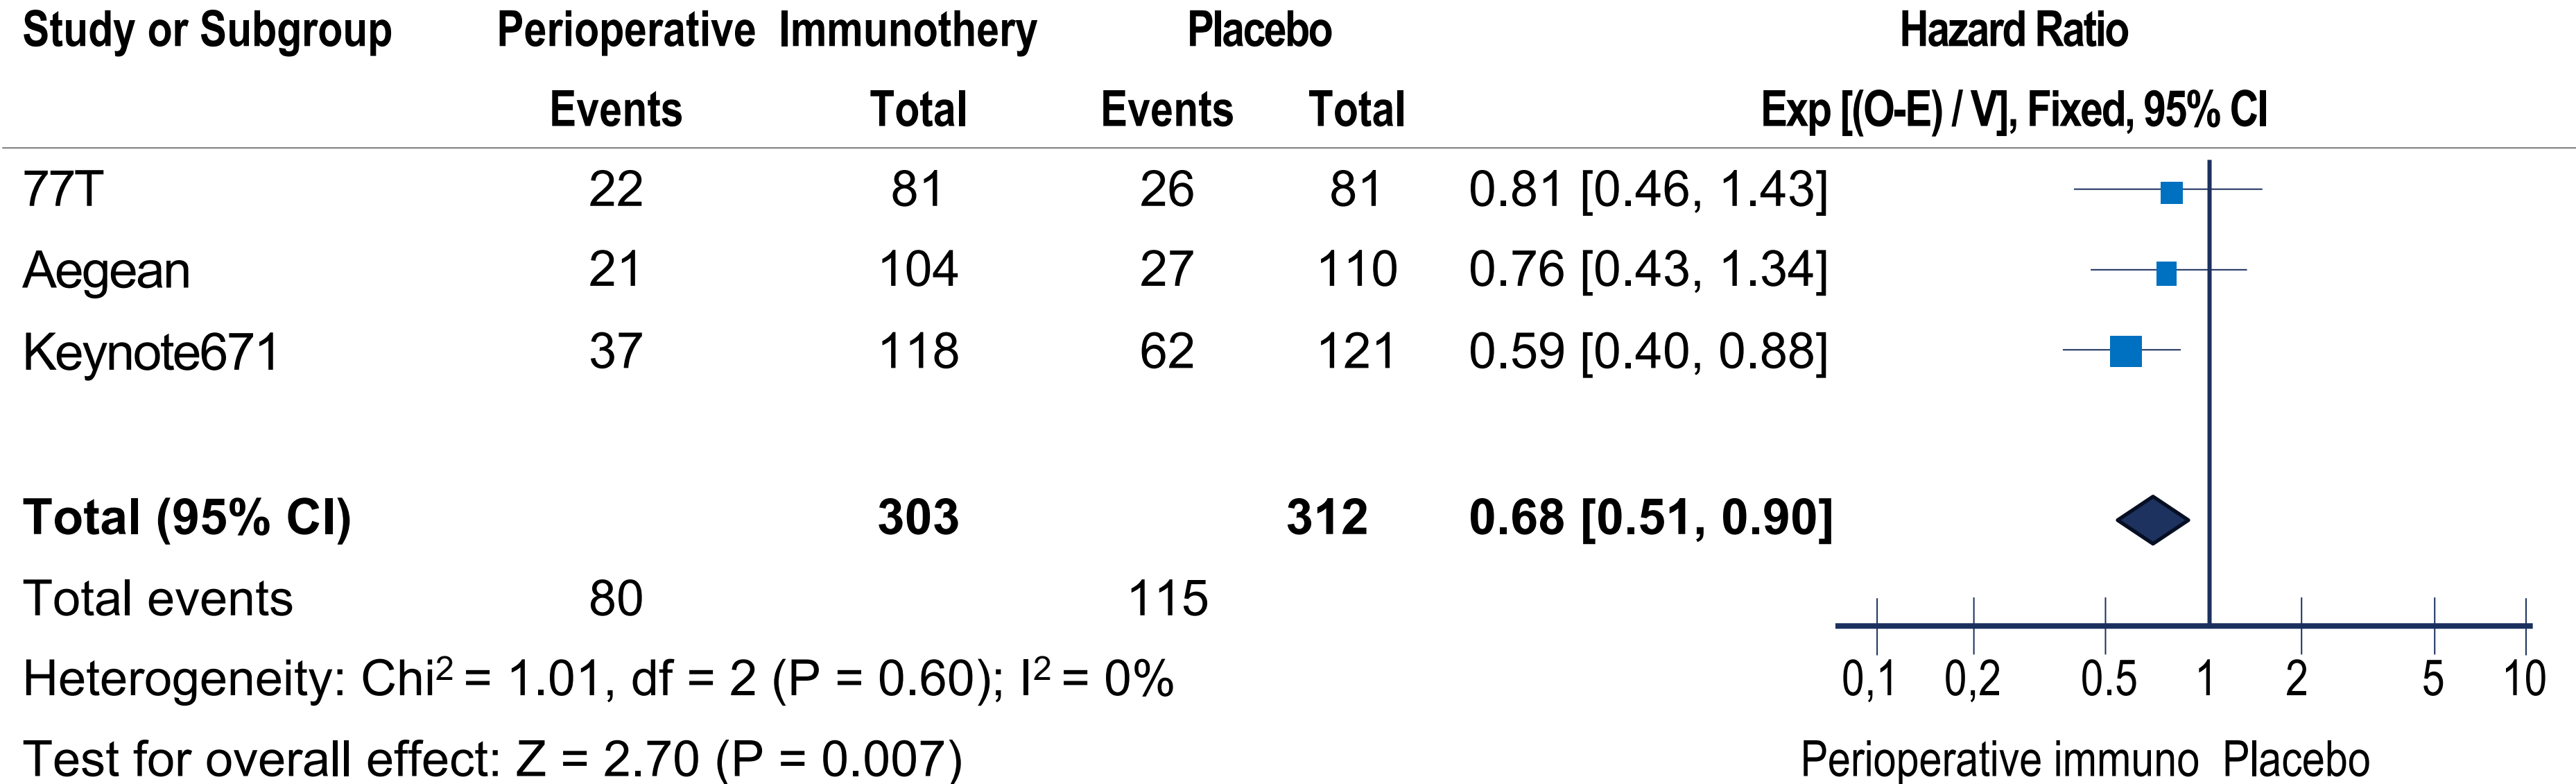 Study or Subgroup Perioperative Immunothery Placebo Hazard Ratio
Events Total Events Total Exp [(O-E) / V], Fixed, 95% CI
77T 22 81 26 81 0.81 [0.46, 1.43]
Aegean 21 104 27 110 0.76 [0.43, 1.34]
Keynote671 37 118 62 121 0.59 [0.40, 0.88]
Total (95% CI) 303 312 0.68 [0.51, 0.90]
Total events 80 115
Heterogeneity: Chi² = 1.01, df = 2 (P = 0.60); I² = 0% 0,1 0,2 0.5 1 2 5 10
Test for overall effect: Z = 2.70 (P = 0.007) Perioperative immuno Placebo